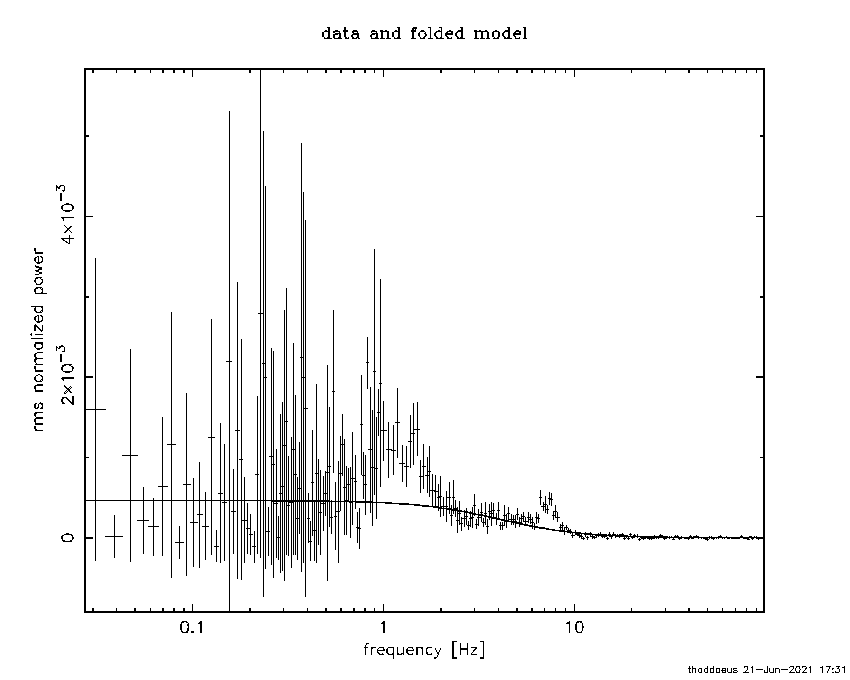 data and folded model
4×10⁻³
2×10⁻³
0
rms normalized power
0.1 1 10
frequency [Hz]
thaddaeus 21-Jun-2021 17:31